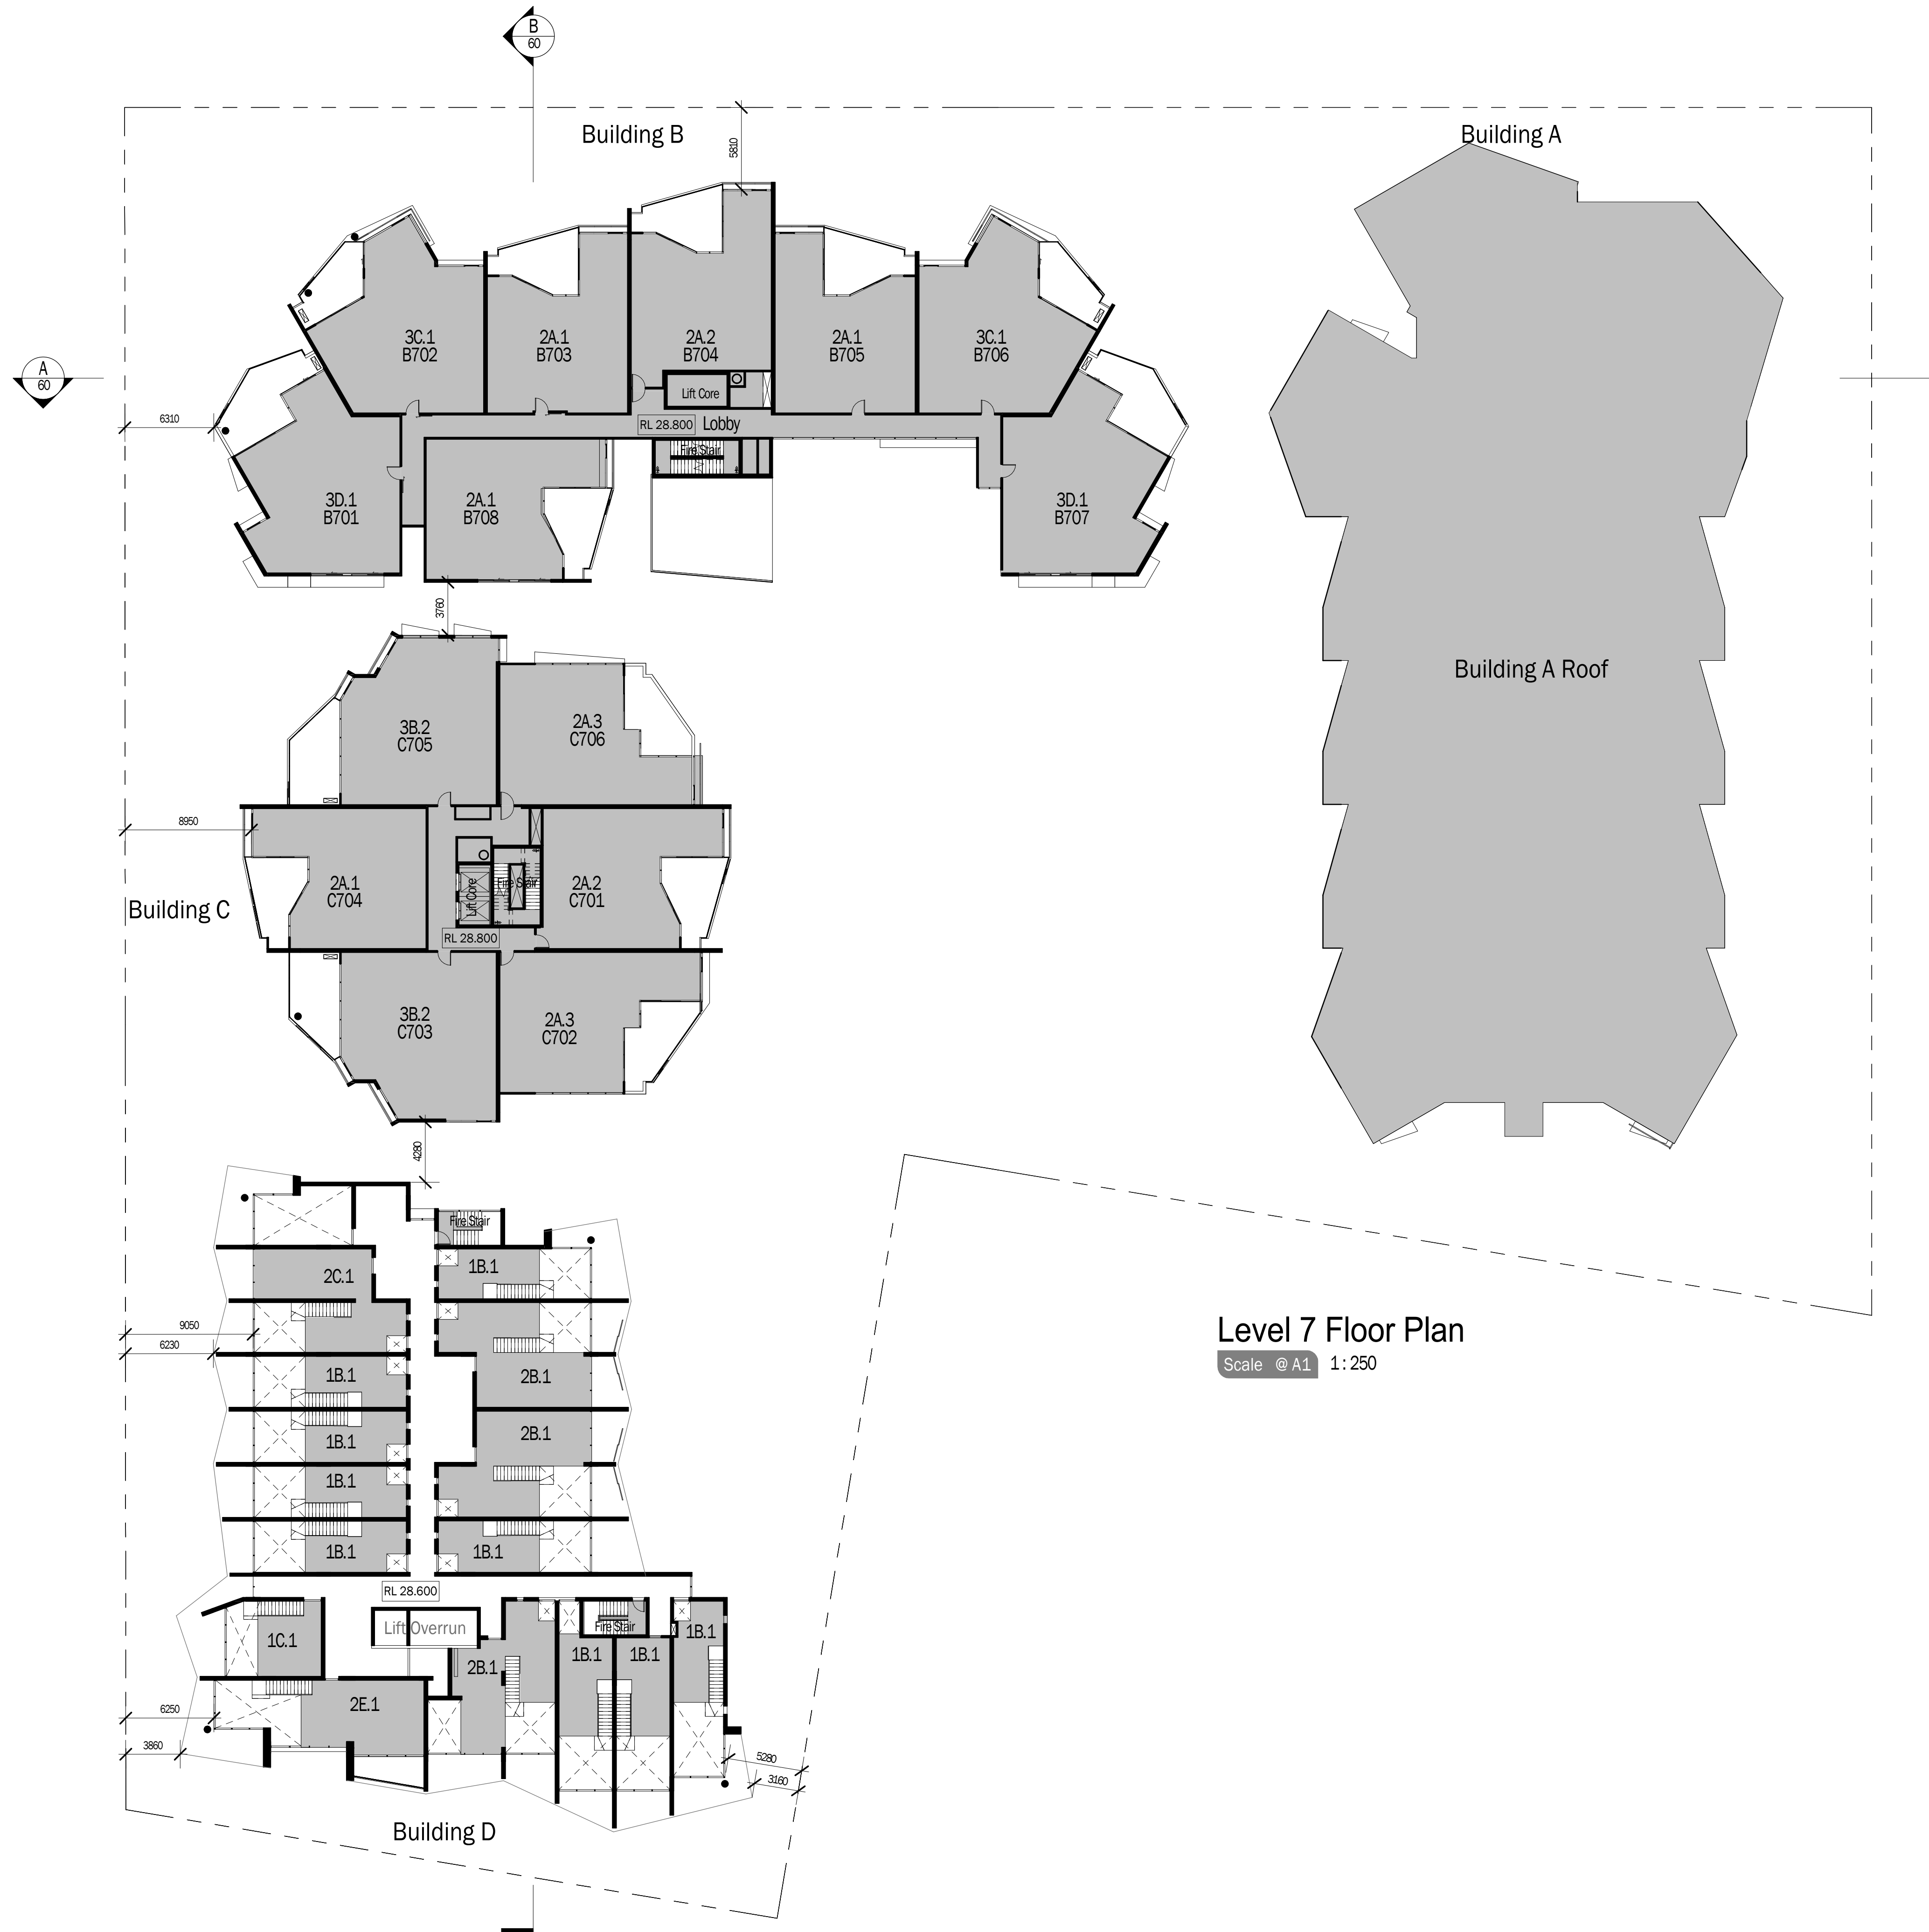 B
60
Building B
Building A
5810
3C.1
B702
2A.1
B703
2A.2
B704
2A.1
B705
3C.1
B706
A
60
Lift Core
6310
RL 28.800
Lobby
Fire Stair
3D.1
B701
2A.1
B708
3D.1
B707
3760
Building A Roof
3B.2
C705
2A.3
C706
8950
2A.1
C704
Lift Core
Fire Stair
2A.2
C701
Building C
RL 28.800
3B.2
C703
2A.3
C702
4280
Fire Stair
2C.1
1B.1
9050
6230
Level 7 Floor Plan
Scale @ A1 1 : 250
1B.1
2B.1
1B.1
2B.1
1B.1
1B.1
1B.1
RL 28.600
Lift Overrun
Fire Stair
1C.1
2B.1
1B.1
1B.1
1B.1
2E.1
6250
3860
5280
3160
Building D